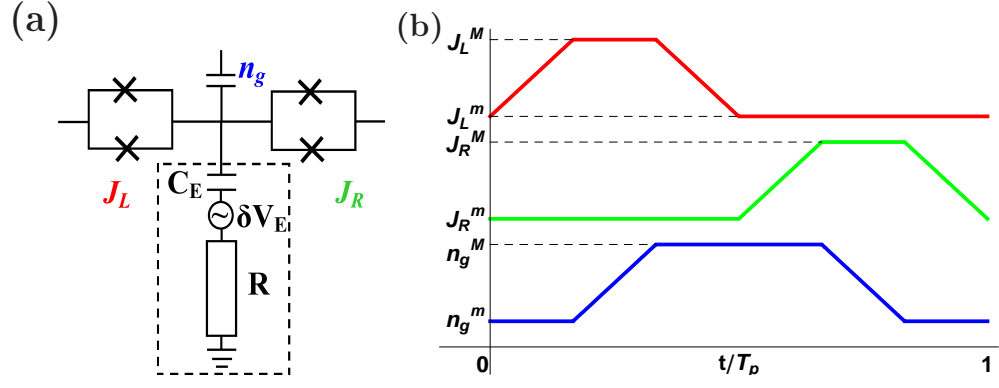 (a)
n_g
J_L
J_R
C_E
~
δV_E
R
(b)
J_L^M
J_L^m
J_R^M
J_R^m
n_g^M
n_g^m
0
t/T_p
1